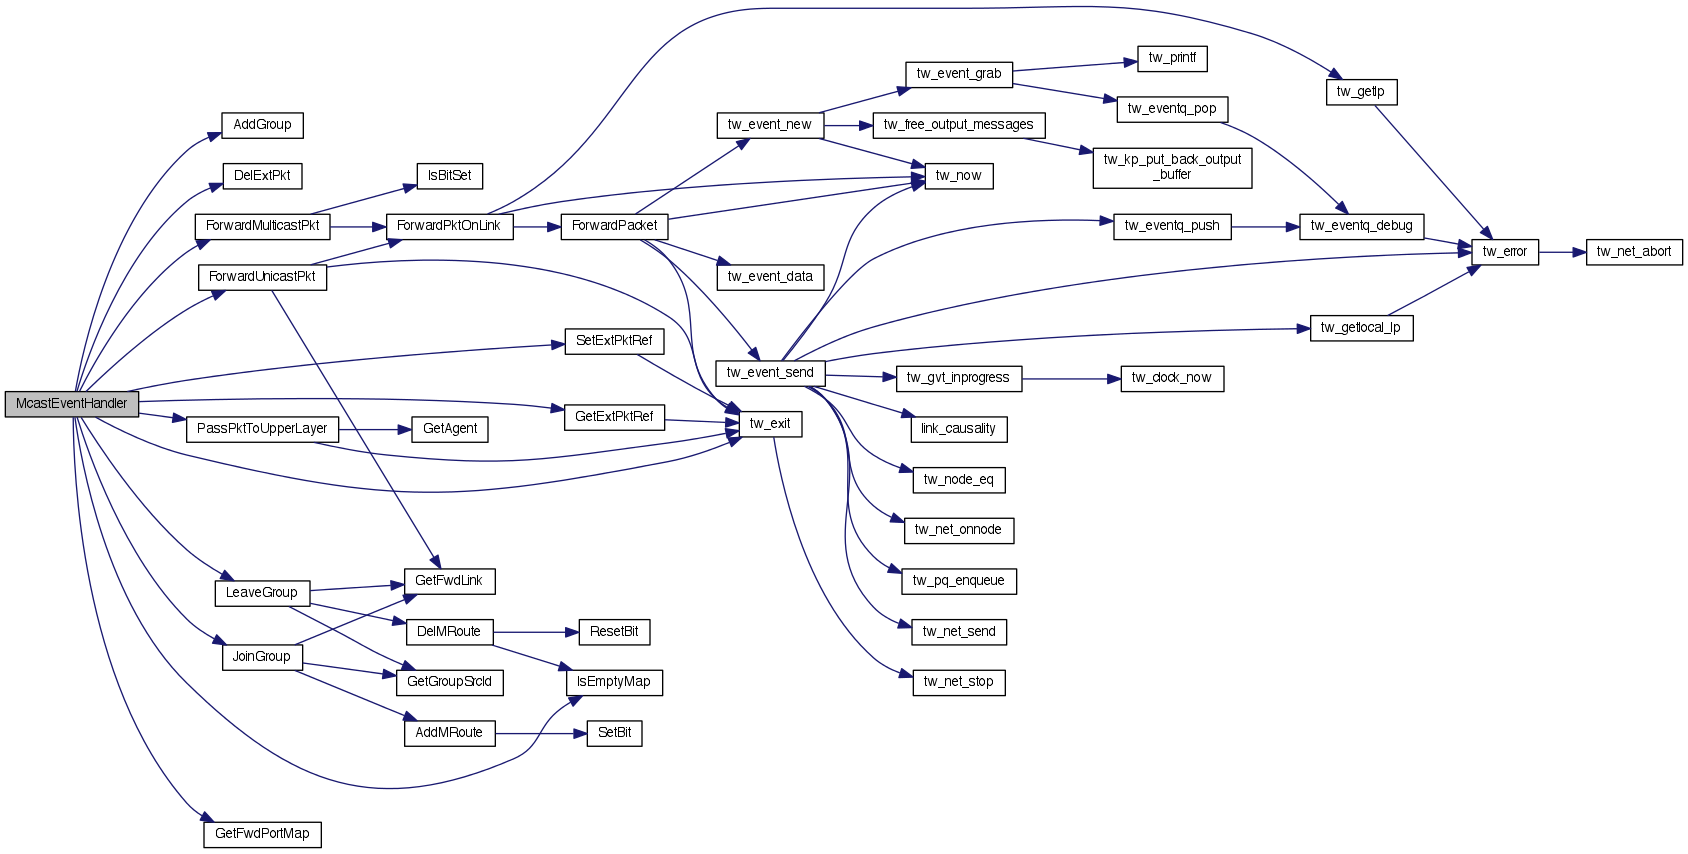 tw_printf
tw_event_grab
tw_getlp
tw_eventq_pop
AddGroup
tw_event_new
tw_free_output_messages
tw_kp_put_back_output
_buffer
DelExtPkt
IsBitSet
tw_now
ForwardMulticastPkt
ForwardPktOnLink
ForwardPacket
tw_eventq_push
tw_eventq_debug
tw_error
tw_net_abort
ForwardUnicastPkt
tw_event_data
tw_getlocal_lp
SetExtPktRef
tw_event_send
tw_gvt_inprogress
tw_clock_now
McastEventHandler
GetExtPktRef
tw_exit
PassPktToUpperLayer
GetAgent
link_causality
tw_node_eq
tw_net_onnode
GetFwdLink
tw_pq_enqueue
LeaveGroup
DelMRoute
ResetBit
tw_net_send
JoinGroup
GetGroupSrcId
IsEmptyMap
tw_net_stop
AddMRoute
SetBit
GetFwdPortMap